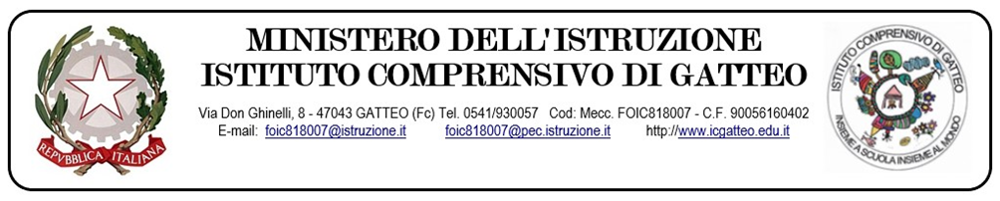 MINISTERO DELL'ISTRUZIONE
ISTITUTO COMPRENSIVO DI GATTEO
Via Don Ghinelli, 8 - 47043 GATTEO (Fc) Tel. 0541/930057 Cod: Mecc. FOIC818007 - C.F. 90056160402
E-mail: foic818007@istruzione.it foic818007@pec.istruzione.it http://www.icgatteo.edu.it
REPVBBLICA ITALIANA
ISTITUTO COMPRENSIVO DI GATTEO
INSIEME A SCUOLA INSIEME AL MONDO